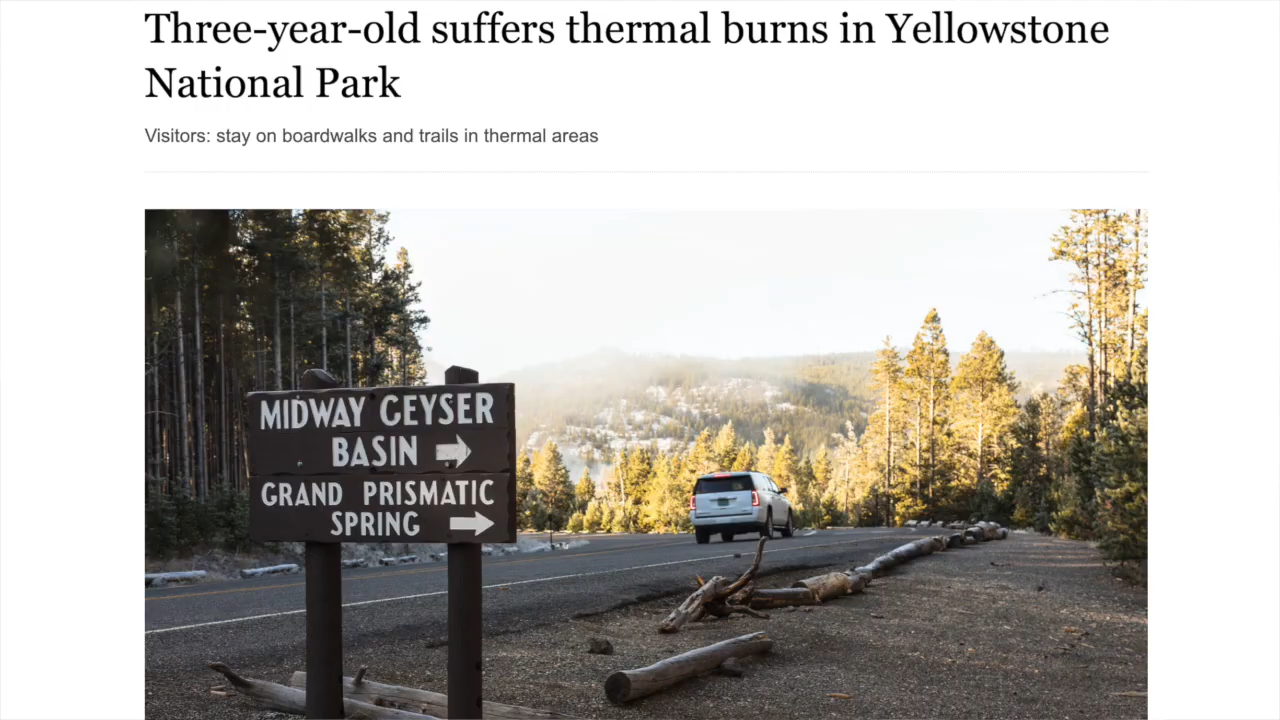 Three-year-old suffers thermal burns in Yellowstone
National Park
Visitors: stay on boardwalks and trails in thermal areas
MIDWAY GEYSER
BASIN
GRAND PRISMATIC
SPRING